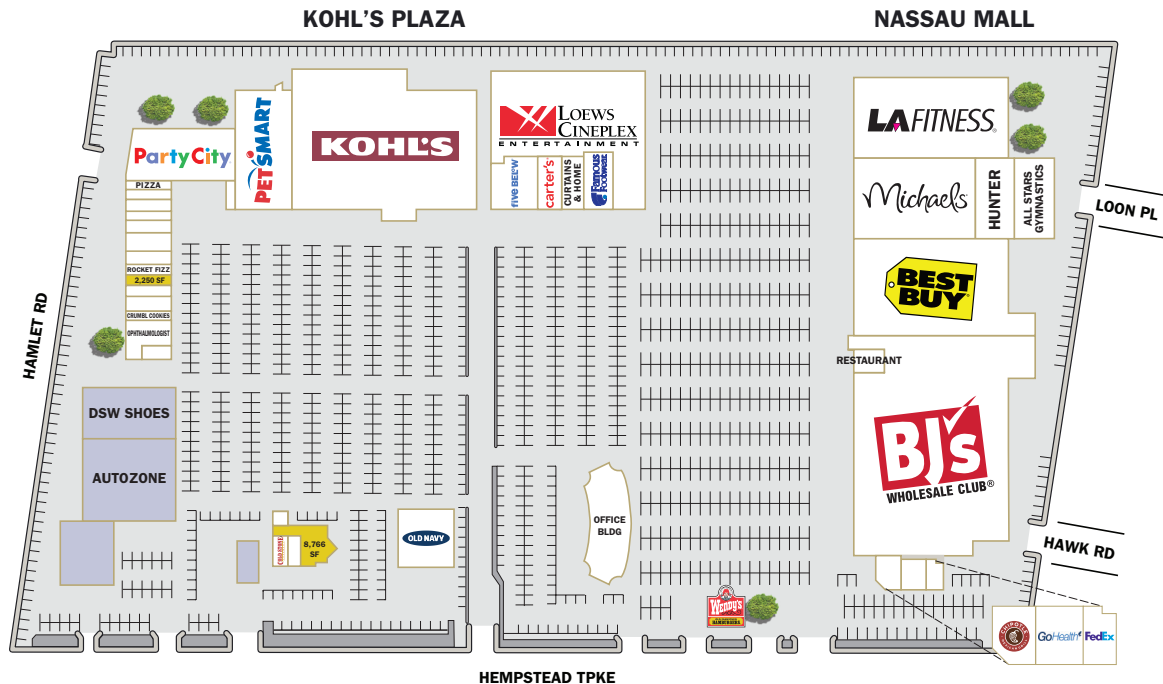 KOHL'S PLAZA
NASSAU MALL
Party City
PETSMART
KOHL'S
LOEWS
CINEPLEX
ENTERTAINMENT
five BEL°W
carter's
CURTAINS
& HOME
Famous
Footwear
LA FITNESS
Michaels
HUNTER
ALL STARS
GYMNASTICS
LOON PL
PIZZA
ROCKET FIZZ
2,250 SF
CRUMBL COOKIES
OPHTHALMOLOGIST
HAMLET RD
BEST
BUY
RESTAURANT
DSW SHOES
AUTOZONE
BJ's
WHOLESALE CLUB®
8,766
SF
OLD NAVY
OFFICE
BLDG
HAWK RD
Wendy's
HAMBURGERS
CHIPOTLE
GoHealth
FedEx
HEMPSTEAD TPKE